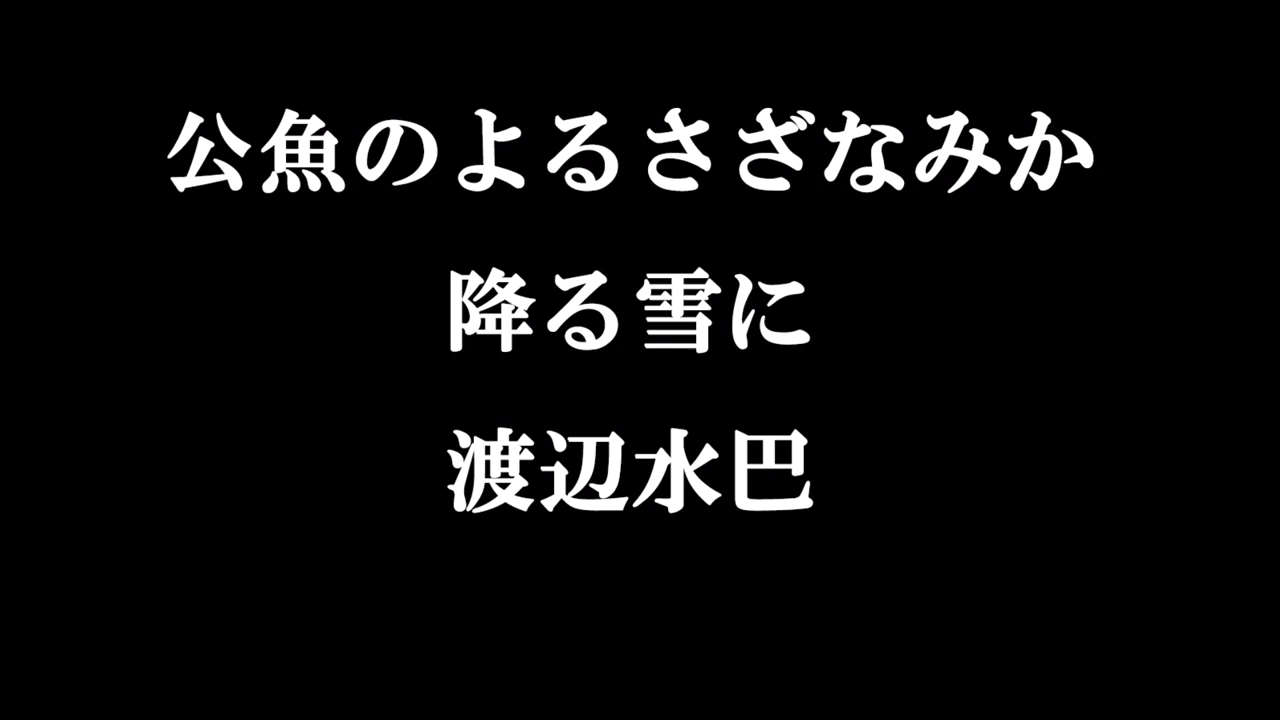 公魚のよるさざなみか
降る雪に
渡辺水巴